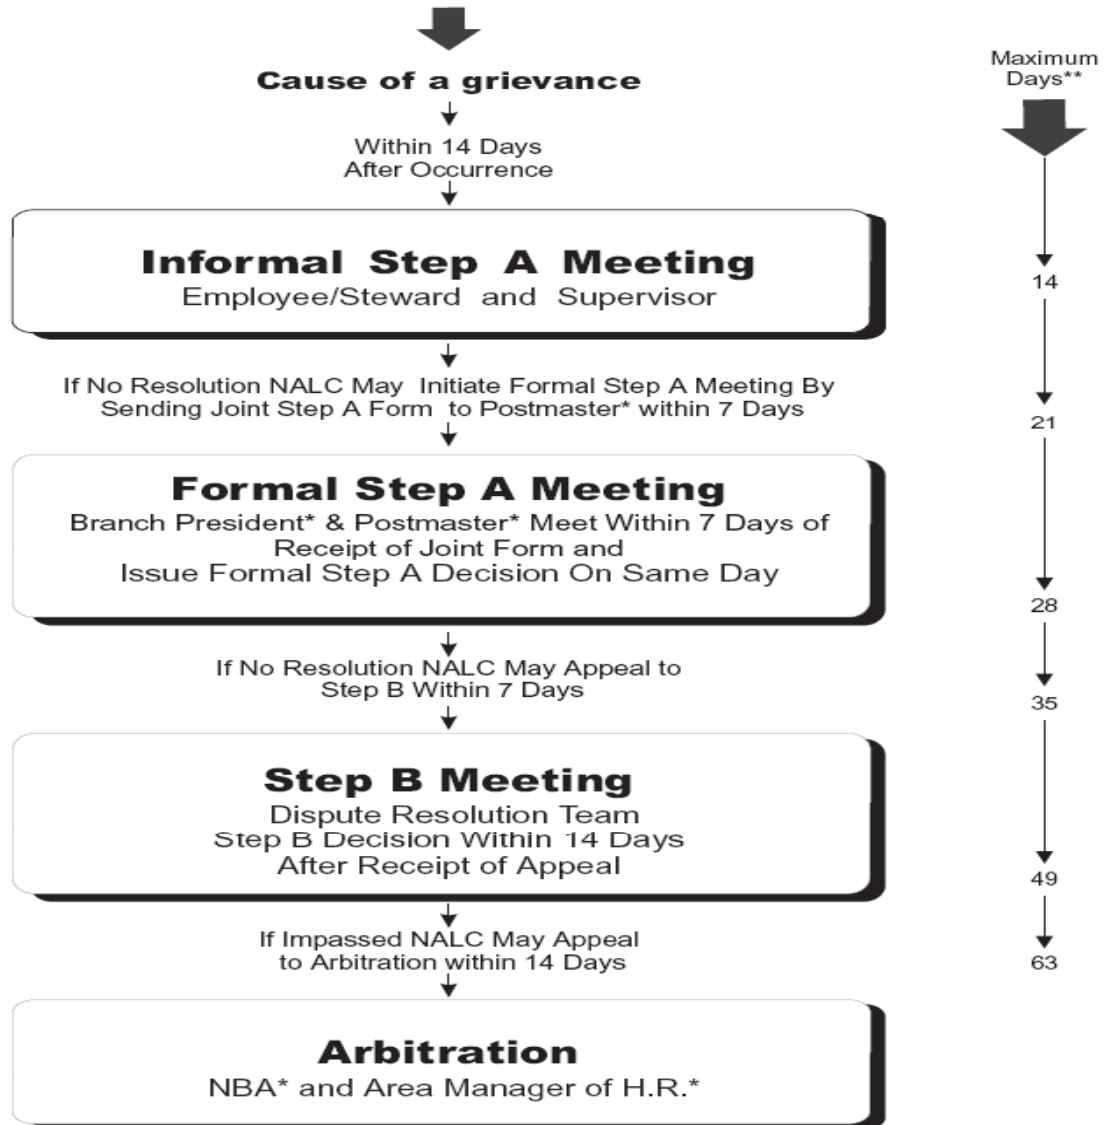 Cause of a grievance
Maximum
Days**
Within 14 Days
After Occurrence
Informal Step A Meeting
Employee/Steward and Supervisor
14
If No Resolution NALC May Initiate Formal Step A Meeting By
Sending Joint Step A Form to Postmaster* within 7 Days
21
Formal Step A Meeting
Branch President* & Postmaster* Meet Within 7 Days of
Receipt of Joint Form and
Issue Formal Step A Decision On Same Day
28
If No Resolution NALC May Appeal to
Step B Within 7 Days
35
Step B Meeting
Dispute Resolution Team
Step B Decision Within 14 Days
After Receipt of Appeal
49
If Impassed NALC May Appeal
to Arbitration within 14 Days
63
Arbitration
NBA* and Area Manager of H.R.*